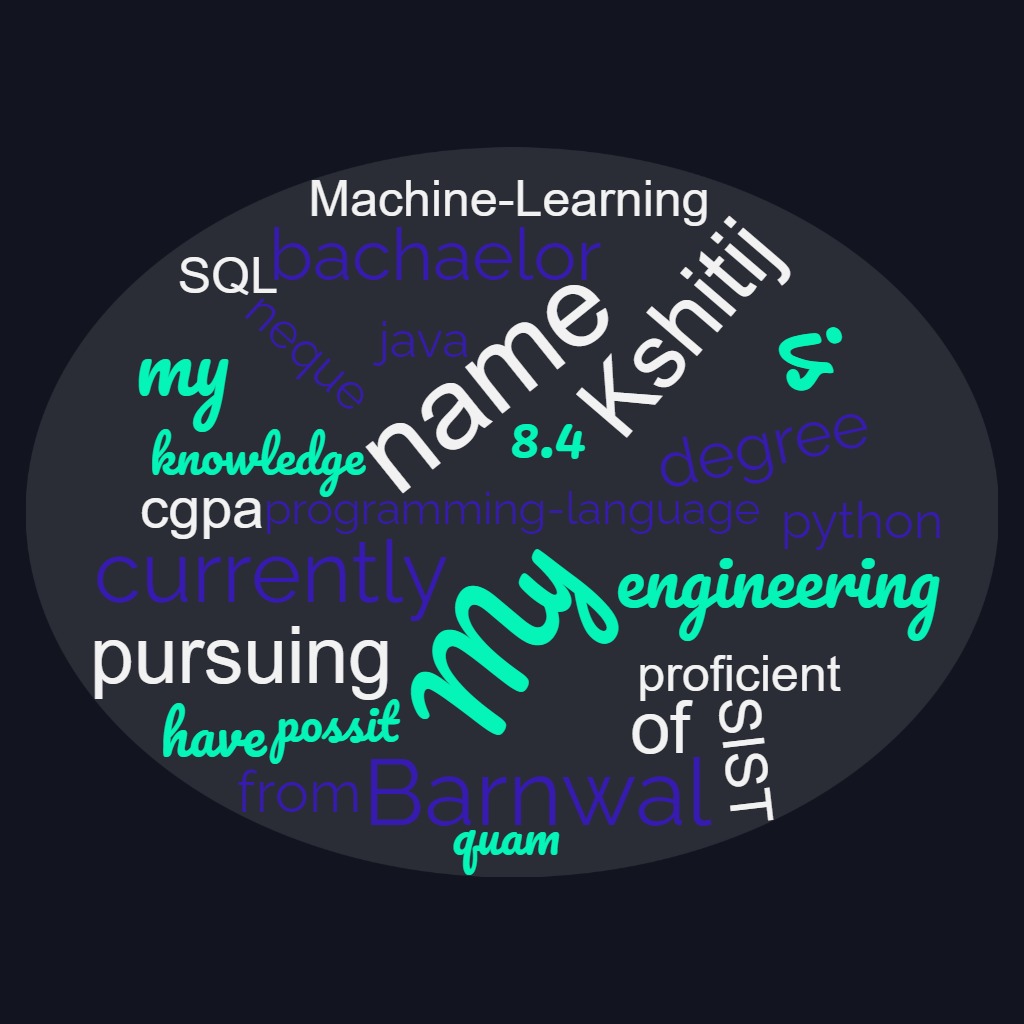 Machine-Learning
bachaelor
SQL
Kshitij
name
neque
java
is
my
8.4
degree
knowledge
cgpa
programming-language
python
currently
My
engineering
pursuing
proficient
have
possit
of
SIST
from
Barnwal
quam